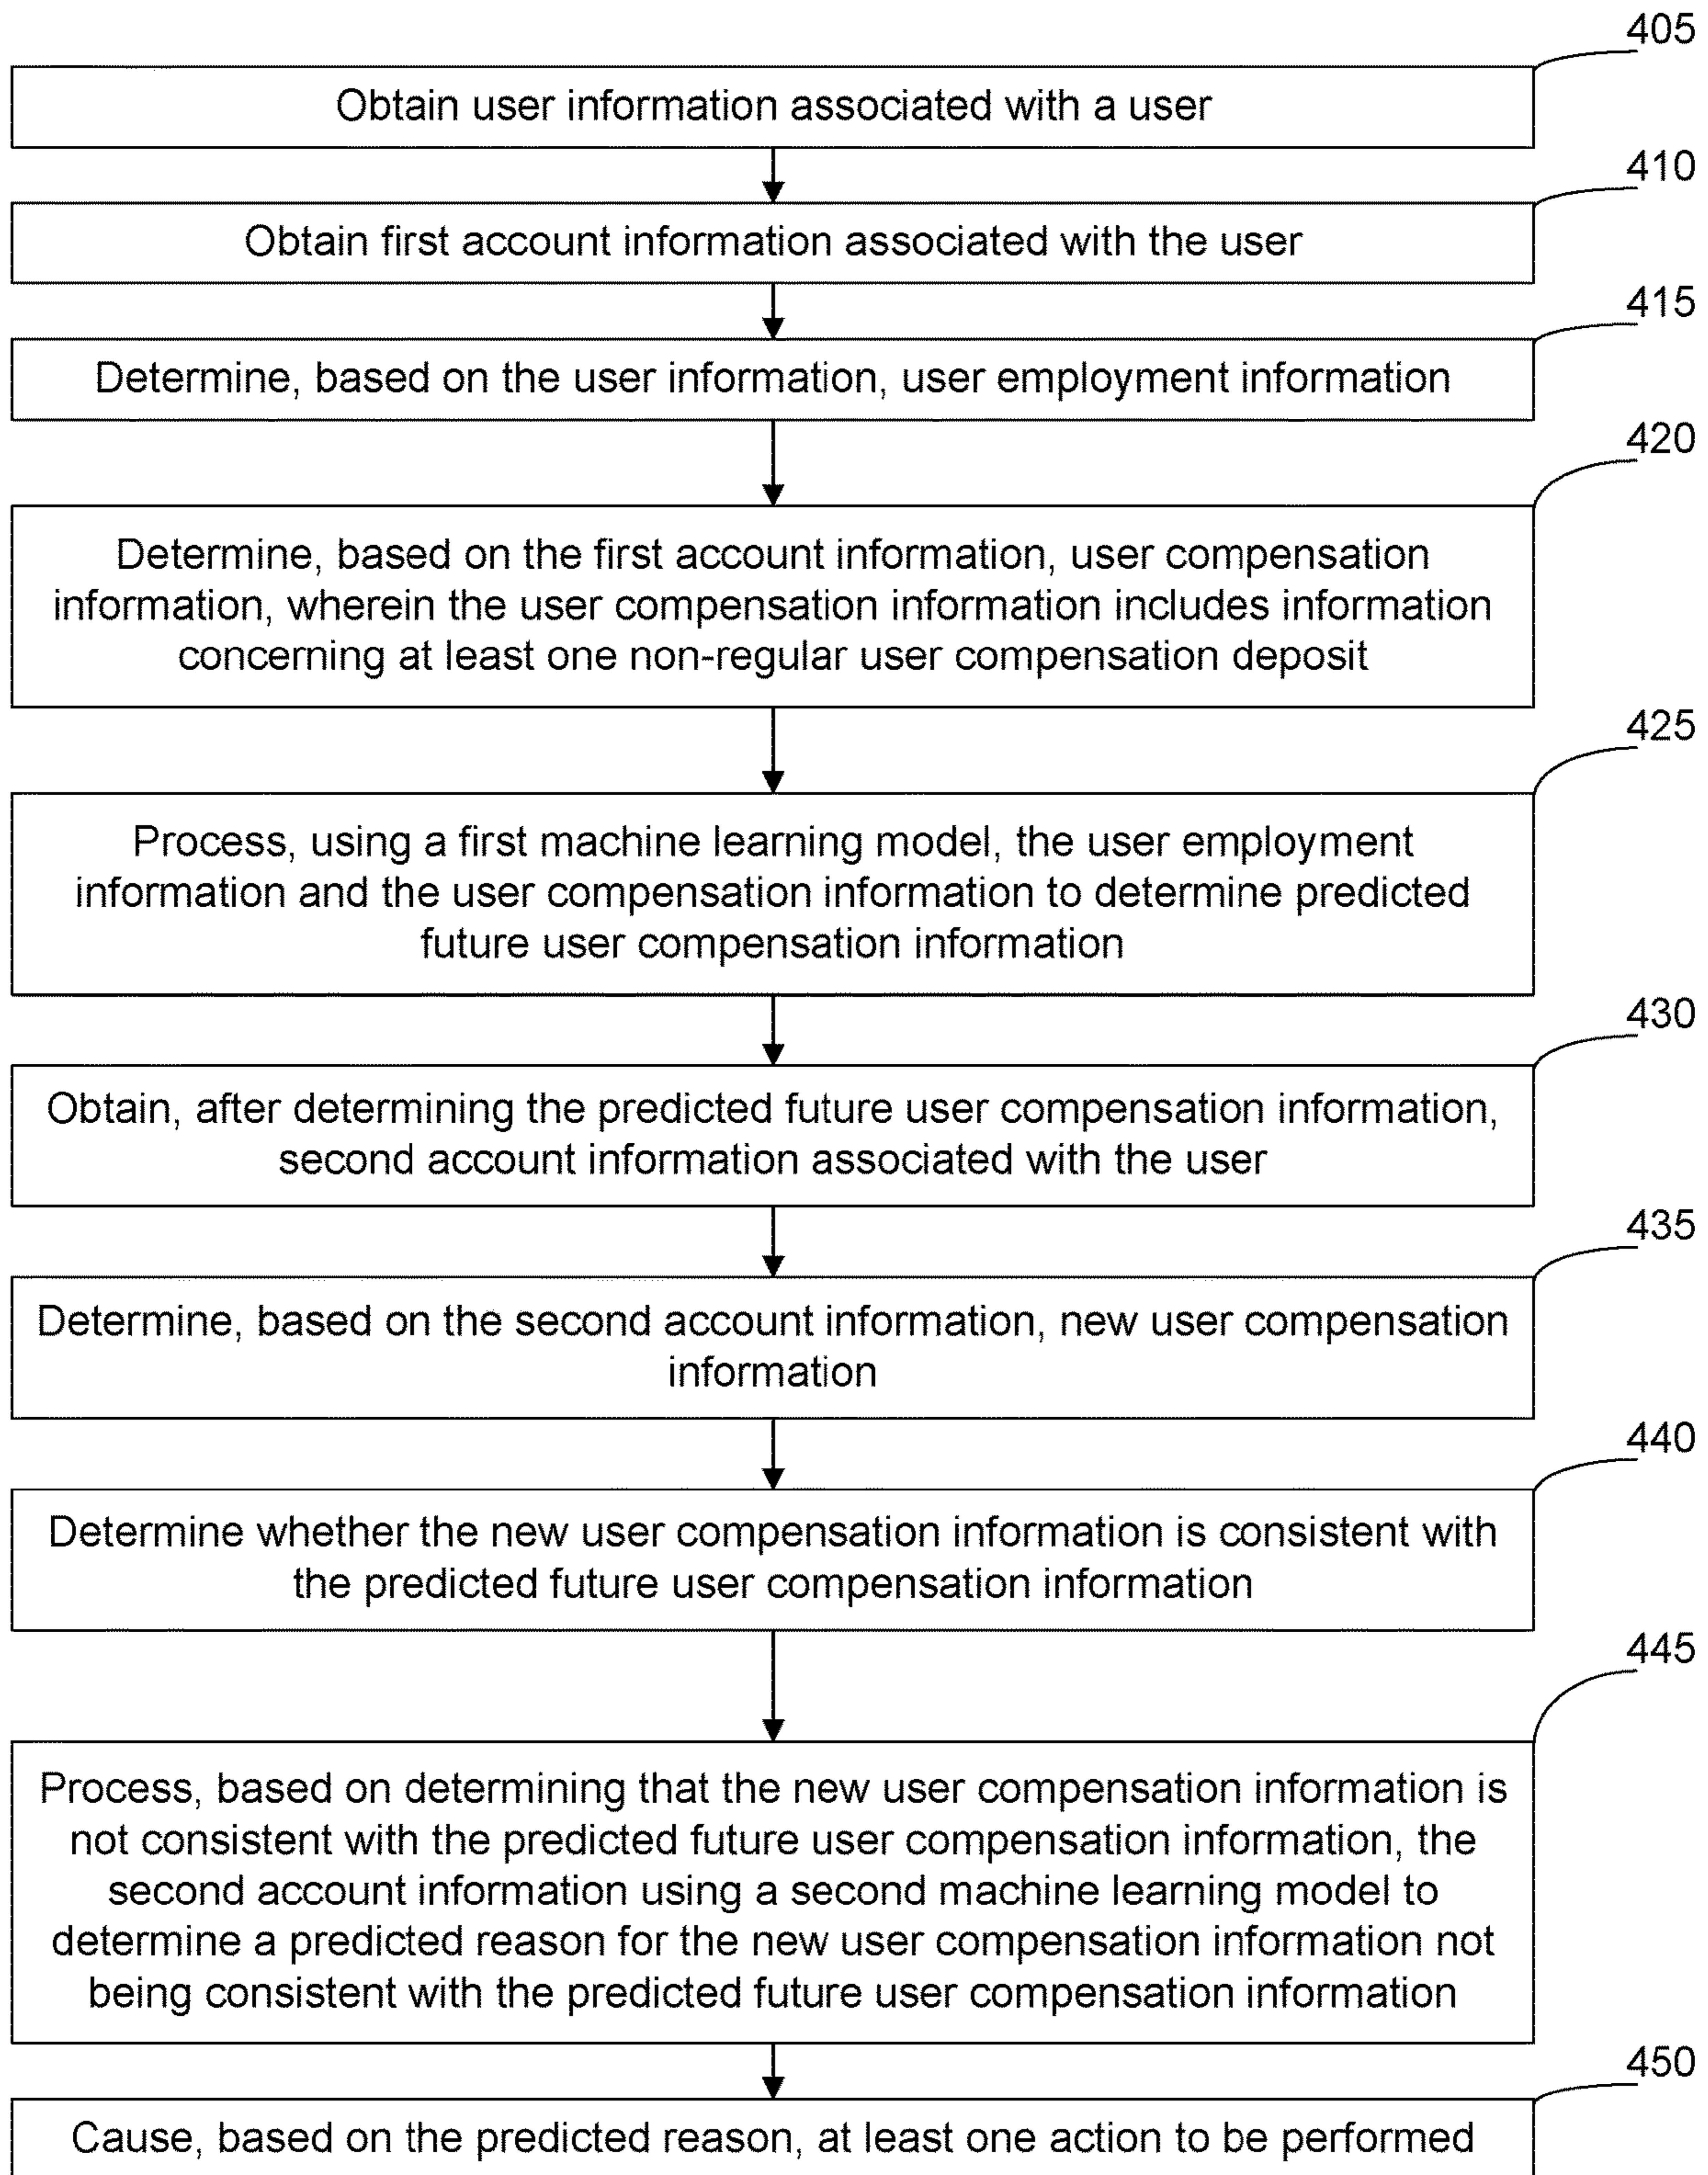 405
Obtain user information associated with a user
410
Obtain first account information associated with the user
415
Determine, based on the user information, user employment information
420
Determine, based on the first account information, user compensation
information, wherein the user compensation information includes information
concerning at least one non-regular user compensation deposit
425
Process, using a first machine learning model, the user employment
information and the user compensation information to determine predicted
future user compensation information
430
Obtain, after determining the predicted future user compensation information,
second account information associated with the user
435
Determine, based on the second account information, new user compensation
information
440
Determine whether the new user compensation information is consistent with
the predicted future user compensation information
445
Process, based on determining that the new user compensation information is
not consistent with the predicted future user compensation information, the
second account information using a second machine learning model to
determine a predicted reason for the new user compensation information not
being consistent with the predicted future user compensation information
450
Cause, based on the predicted reason, at least one action to be performed